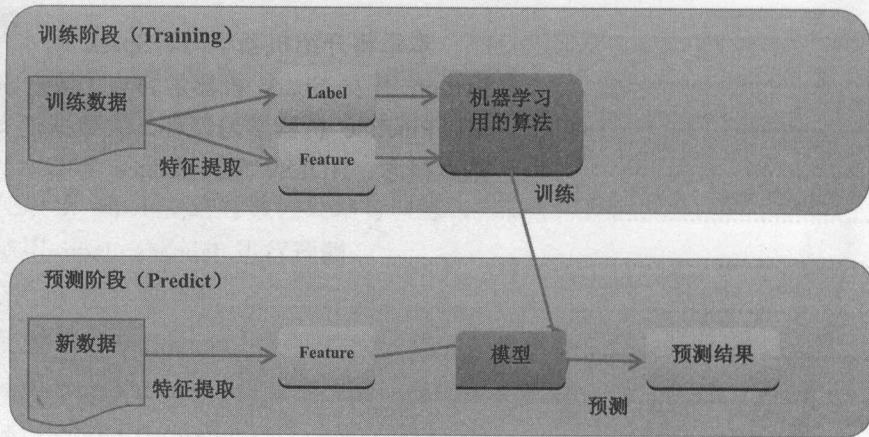 训练阶段（Training）
训练数据
Label
机器学习
用的算法
特征提取
Feature
训练
预测阶段（Predict）
新数据
Feature
模型
预测结果
特征提取
预测